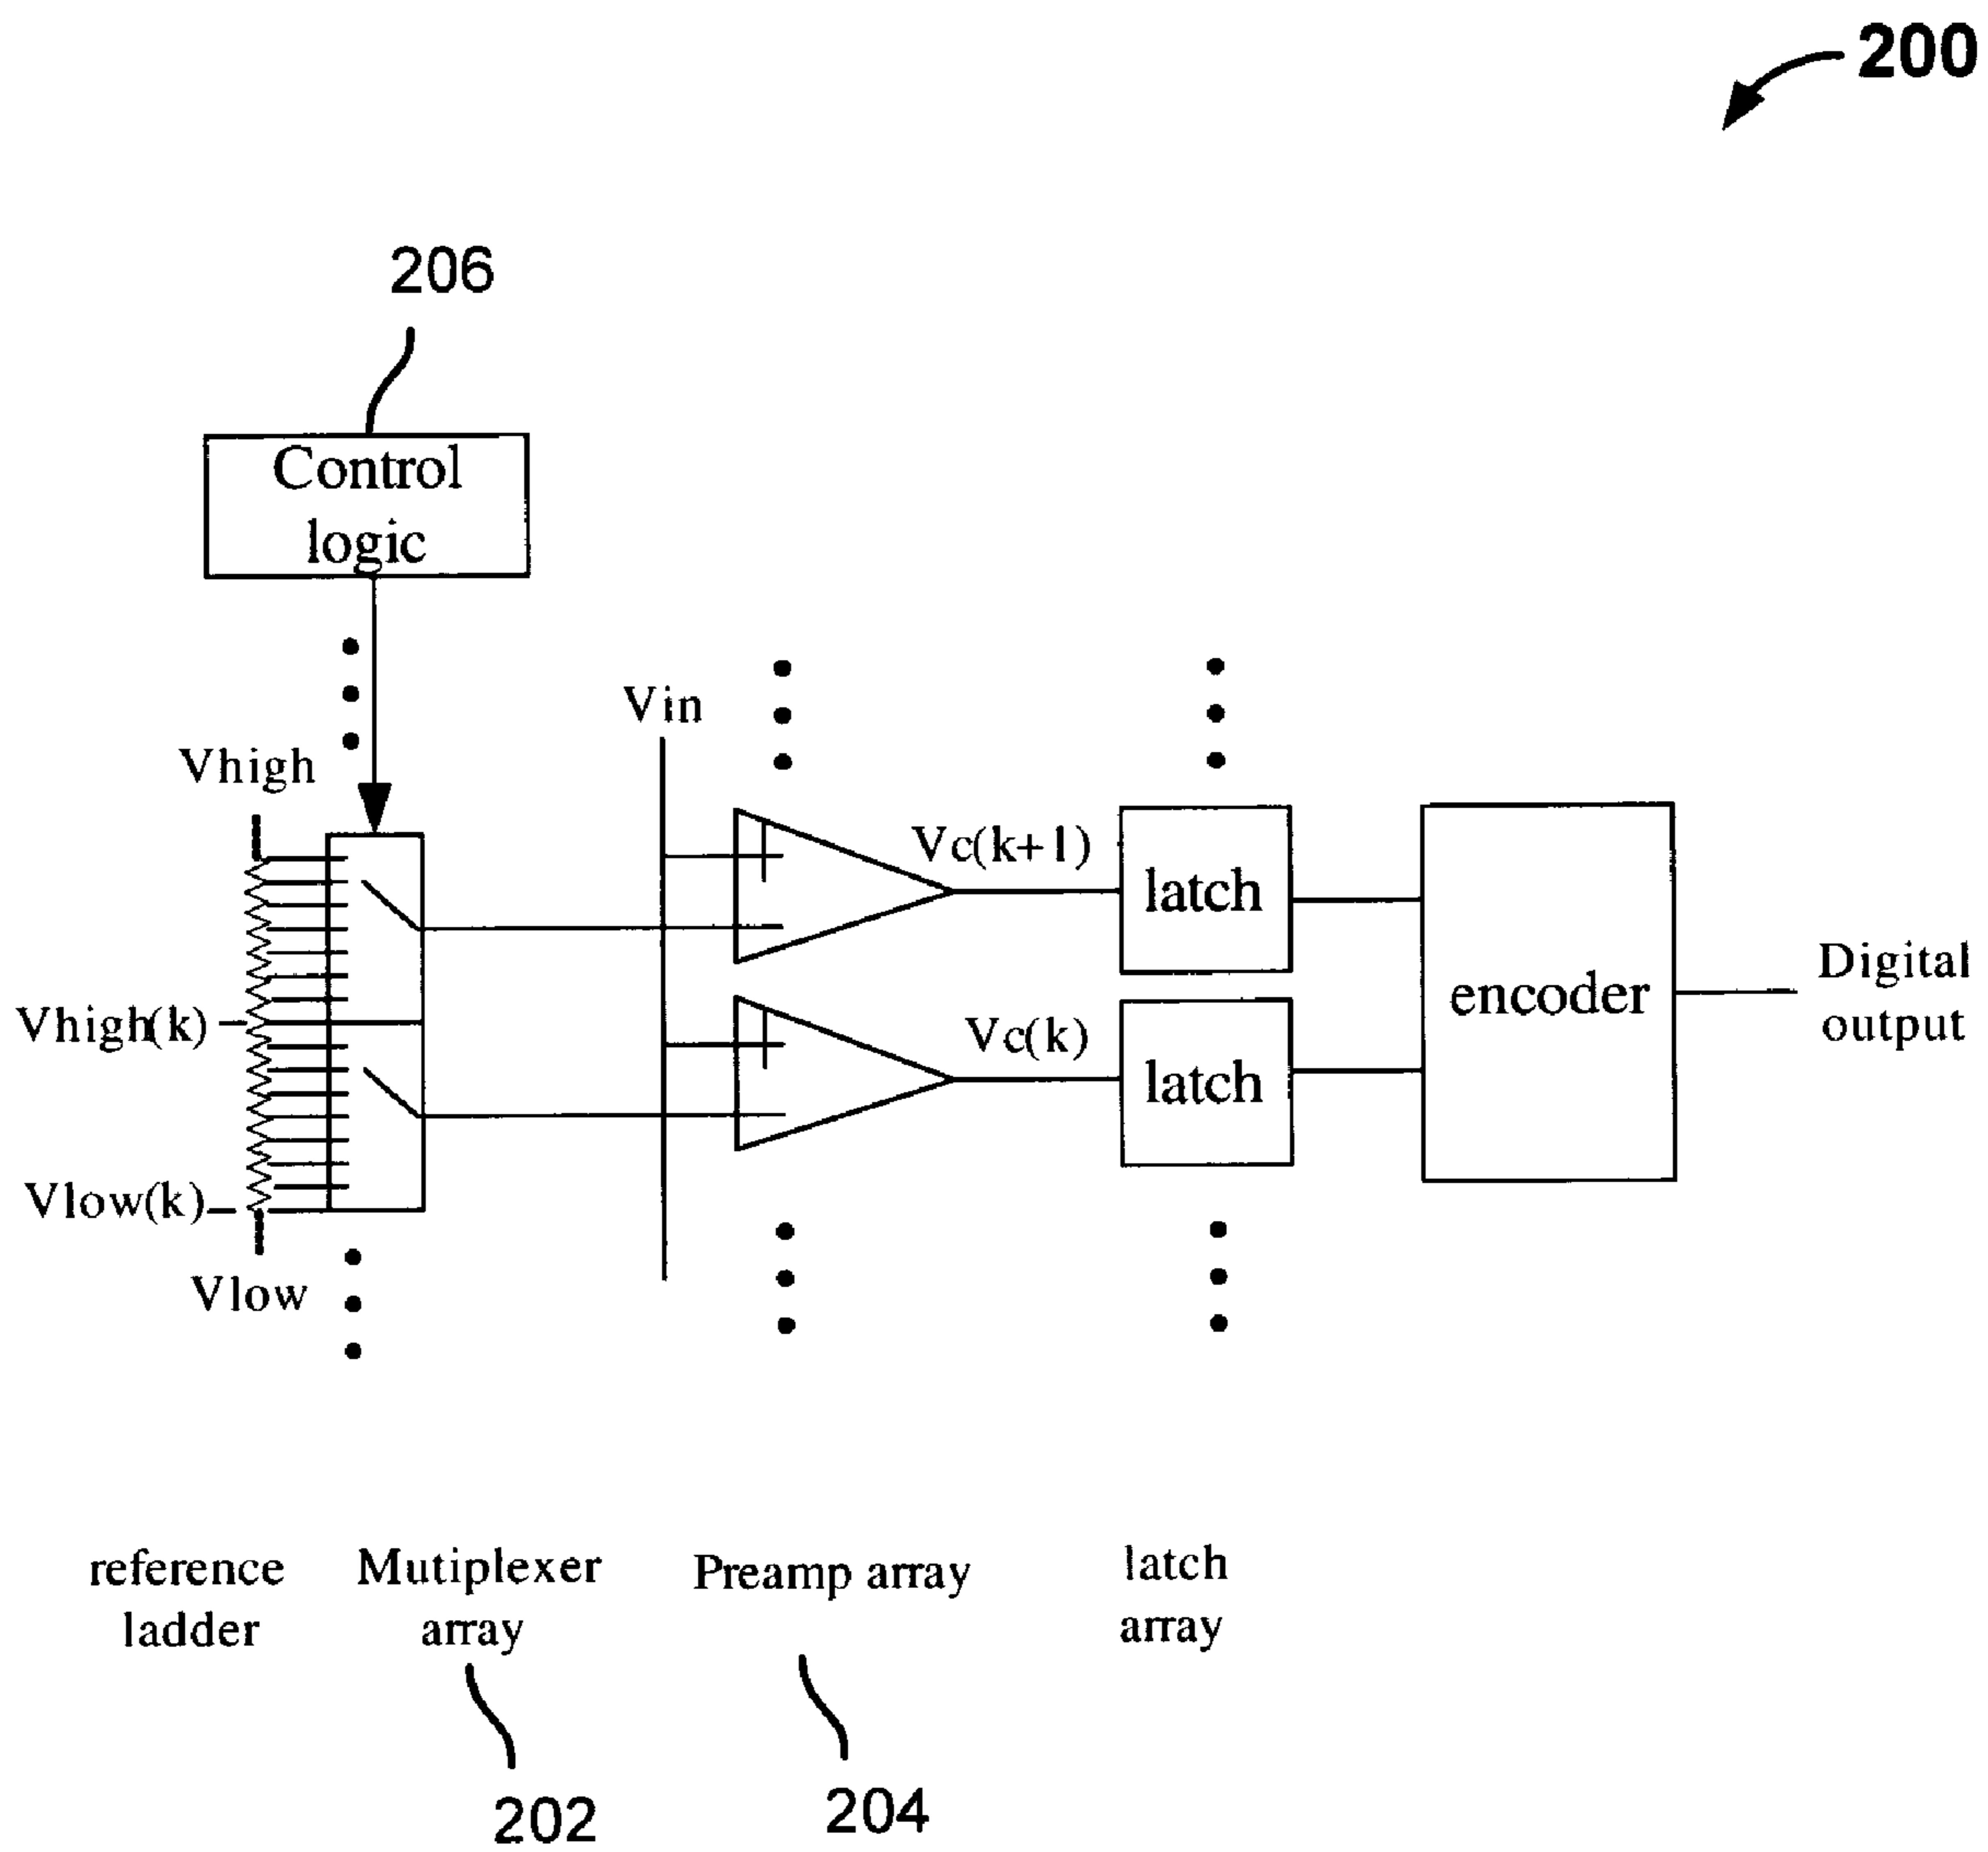 200
206
Control
logic
Vin
Vhigh
Vc(k+1)
latch
Vhigh(k)
Vc(k)
latch
encoder
Digital
output
Vlow(k)
Vlow
reference
ladder
Mutiplexer
array
Preamp array
latch
array
202
204